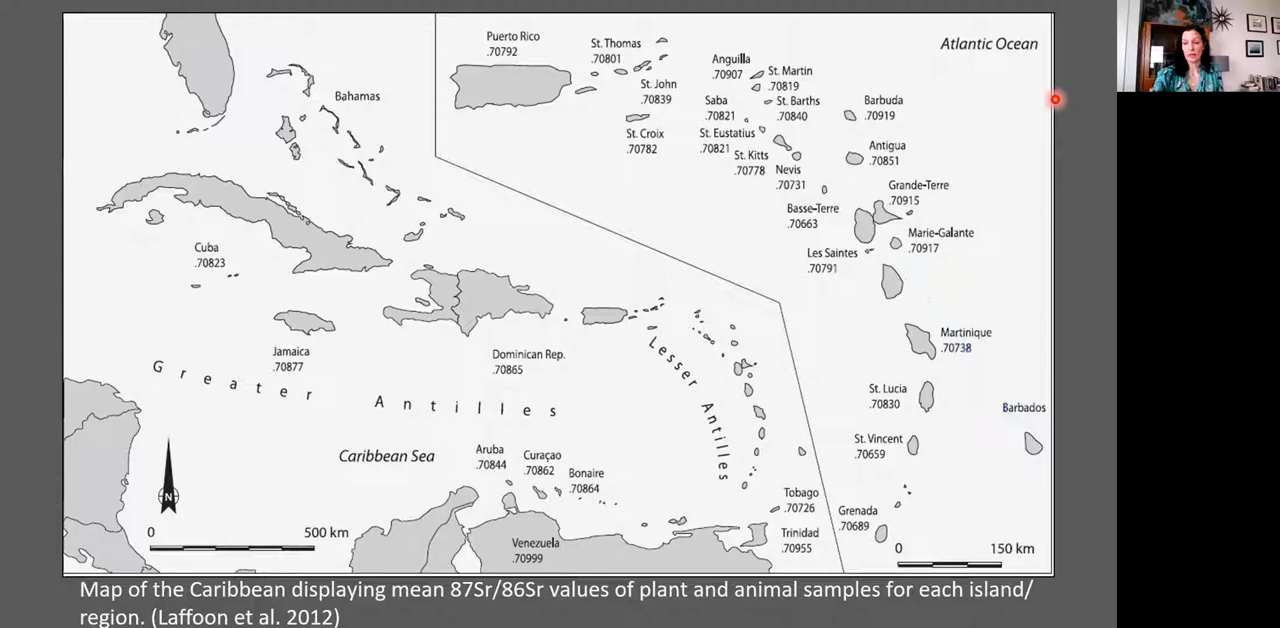 Puerto Rico
.70792
St. Thomas
.70801
St. John
.70839
St. Croix
.70782
Anguilla
.70907
St. Martin
.70819
Saba
.70821
St. Barths
.70840
St. Eustatius
.70821
St. Kitts
.70778
Nevis
.70731
Barbuda
.70919
Antigua
.70851
Grande-Terre
.70915
Basse-Terre
.70663
Marie-Galante
.70917
Les Saintes
.70791
Martinique
.70738
St. Lucia
.70830
Barbados
St. Vincent
.70659
Grenada
.70689
0 150 km
Atlantic Ocean
Bahamas
Cuba
.70823
Jamaica
.70877
Dominican Rep.
.70865
Greater Antilles
Lesser Antilles
Caribbean Sea
Aruba
.70844
Curaçao
.70862
Bonaire
.70864
Tobago
.70726
Trinidad
.70955
Venezuela
.70999
N
0 500 km
Map of the Caribbean displaying mean 87Sr/86Sr values of plant and animal samples for each island/
region. (Laffoon et al. 2012)